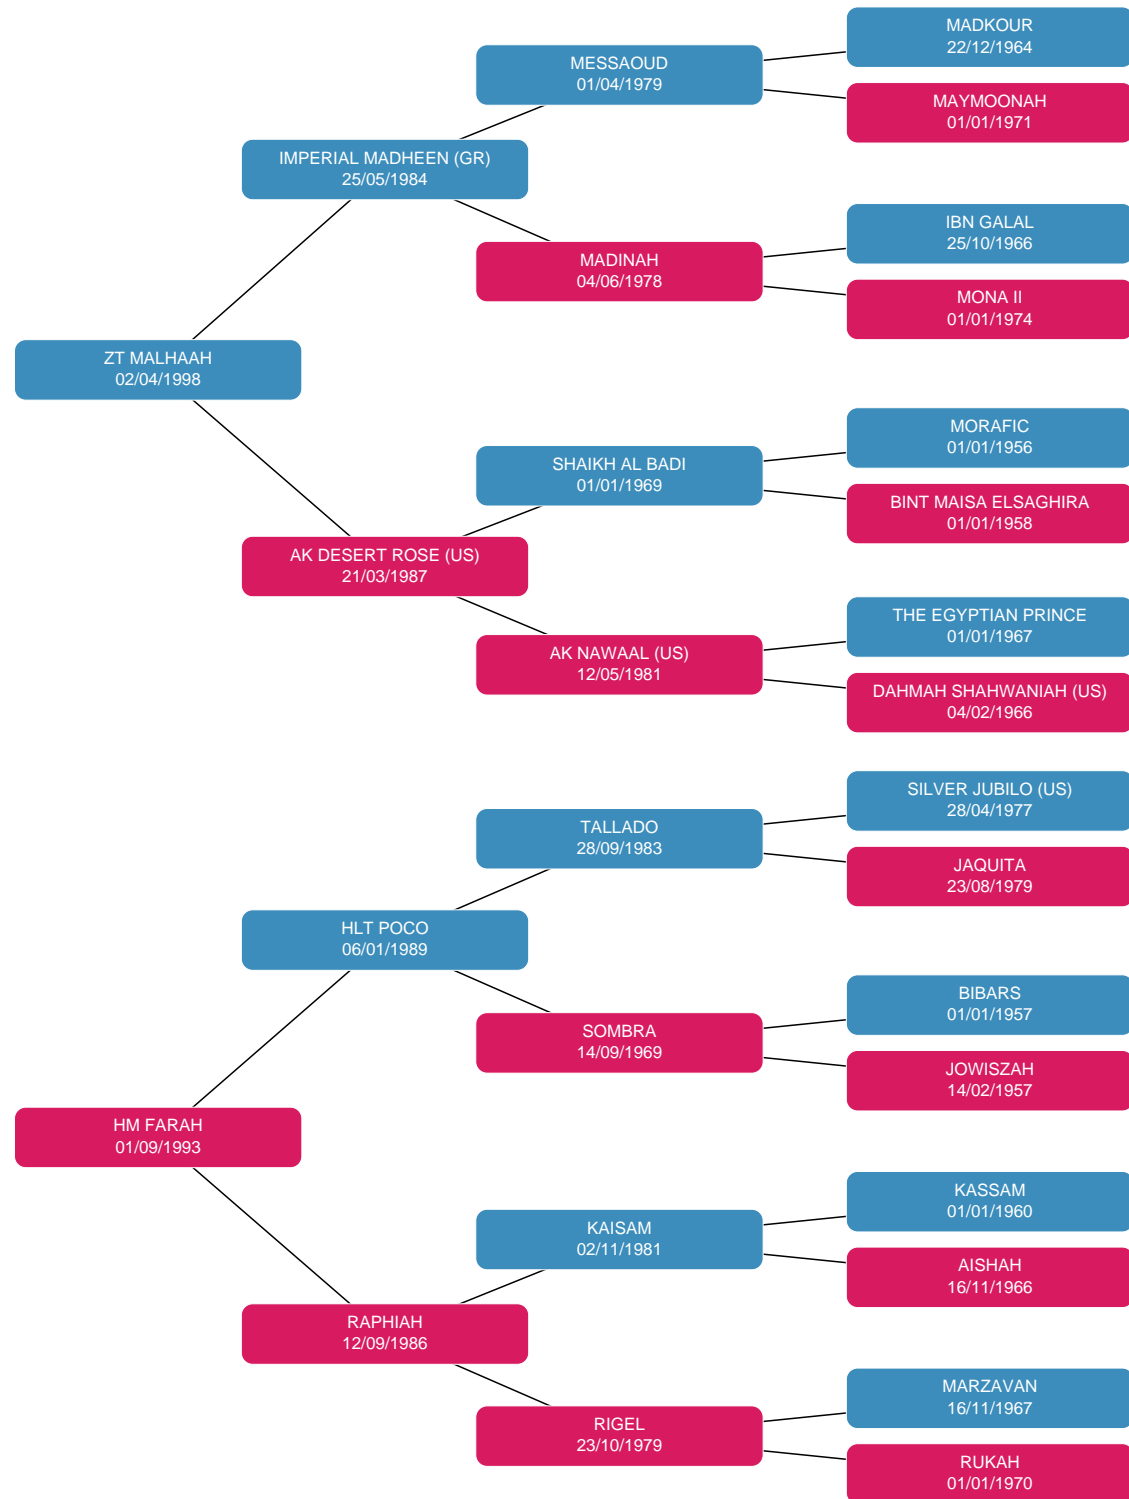 MADKOUR
22/12/1964
MESSAOUD
01/04/1979
MAYMOONAH
01/01/1971
IMPERIAL MADHEEN (GR)
25/05/1984
IBN GALAL
25/10/1966
MADINAH
04/06/1978
MONA II
01/01/1974
ZT MALHAAH
02/04/1998
MORAFIC
01/01/1956
SHAIKH AL BADI
01/01/1969
BINT MAISA ELSAGHIRA
01/01/1958
AK DESERT ROSE (US)
21/03/1987
THE EGYPTIAN PRINCE
01/01/1967
AK NAWAAL (US)
12/05/1981
DAHMAH SHAHWANIAH (US)
04/02/1966
SILVER JUBILO (US)
28/04/1977
TALLADO
28/09/1983
JAQUITA
23/08/1979
HLT POCO
06/01/1989
BIBARS
01/01/1957
SOMBRA
14/09/1969
JOWISZAH
14/02/1957
HM FARAH
01/09/1993
KASSAM
01/01/1960
KAISAM
02/11/1981
AISHAH
16/11/1966
RAPHIAH
12/09/1986
MARZAVAN
16/11/1967
RIGEL
23/10/1979
RUKAH
01/01/1970